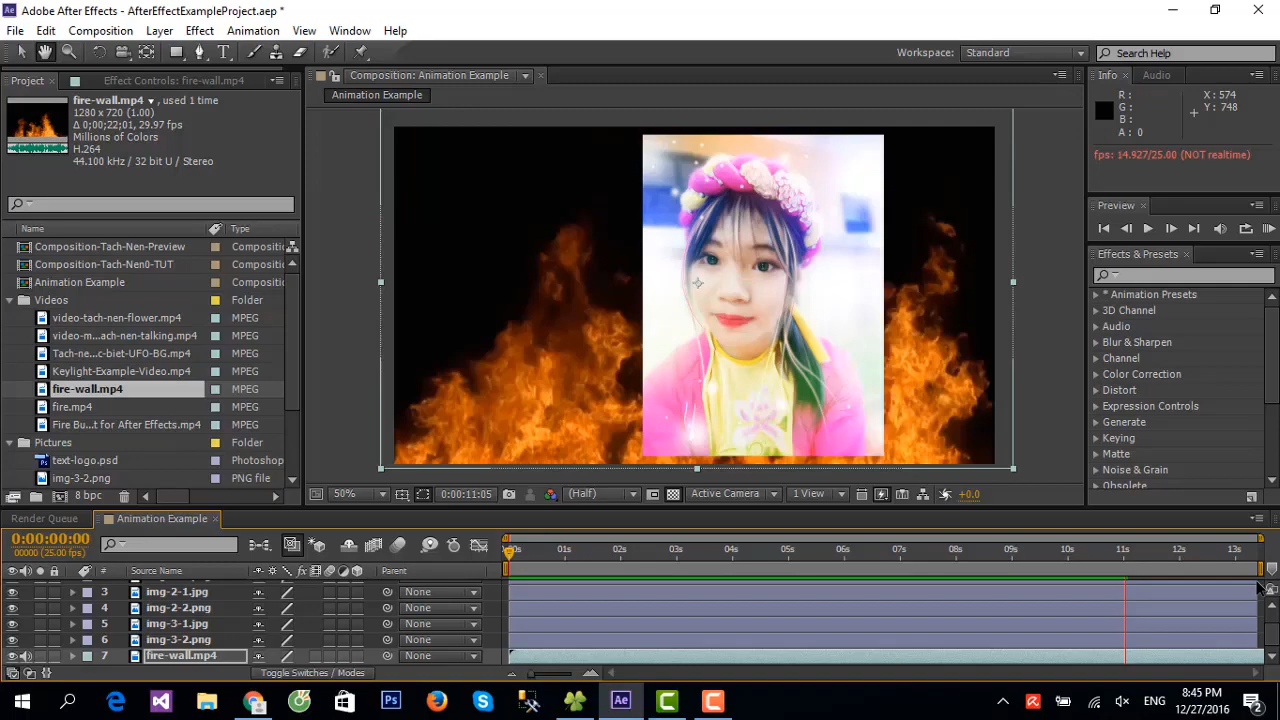 Adobe After Effects - AfterEffectExampleProject.aep *
File Edit Composition Layer Effect Animation View Window Help
Workspace: Standard Search Help
Project Effect Controls: fire-wall.mp4 Composition: Animation Example Info Audio
fire-wall.mp4 , used 1 time
1280 x 720 (1.00)
Δ 0;00;22;01, 29.97 fps
Millions of Colors
H.264
44.100 kHz / 32 bit U / Stereo
Animation Example
R :
G :
B :
A : 0
X : 574
Y : 748
fps: 14.927/25.00 (NOT realtime)
Preview
Effects & Presets
* Animation Presets
3D Channel
Audio
Blur & Sharpen
Channel
Color Correction
Distort
Expression Controls
Generate
Keying
Matte
Noise & Grain
Obsolete
Name Type
Composition-Tach-Nen-Preview Compositi
Composition-Tach-Nen0-TUT Compositi
Animation Example Compositi
Videos Folder
video-tach-nen-flower.mp4 MPEG
video-m...ach-nen-talking.mp4 MPEG
Tach-ne...c-biet-UFO-BG.mp4 MPEG
Keylight-Example-Video.mp4 MPEG
fire-wall.mp4 MPEG
fire.mp4 MPEG
Fire Bu...t for After Effects.mp4 MPEG
Pictures Folder
text-logo.psd Photoshop
img-3-2.png PNG file
8 bpc
50% 0:00:11:05 (Half) Active Camera 1 View +0.0
Render Queue Animation Example
0:00:00:00
00000 (25.00 fps)
# Source Name Parent
:00s 01s 02s 03s 04s 05s 06s 07s 08s 09s 10s 11s 12s 13s
3 img-2-1.jpg None
4 img-2-2.png None
5 img-3-1.jpg None
6 img-3-2.png None
7 fire-wall.mp4 None
Toggle Switches / Modes
ENG
8:45 PM
12/27/2016
2